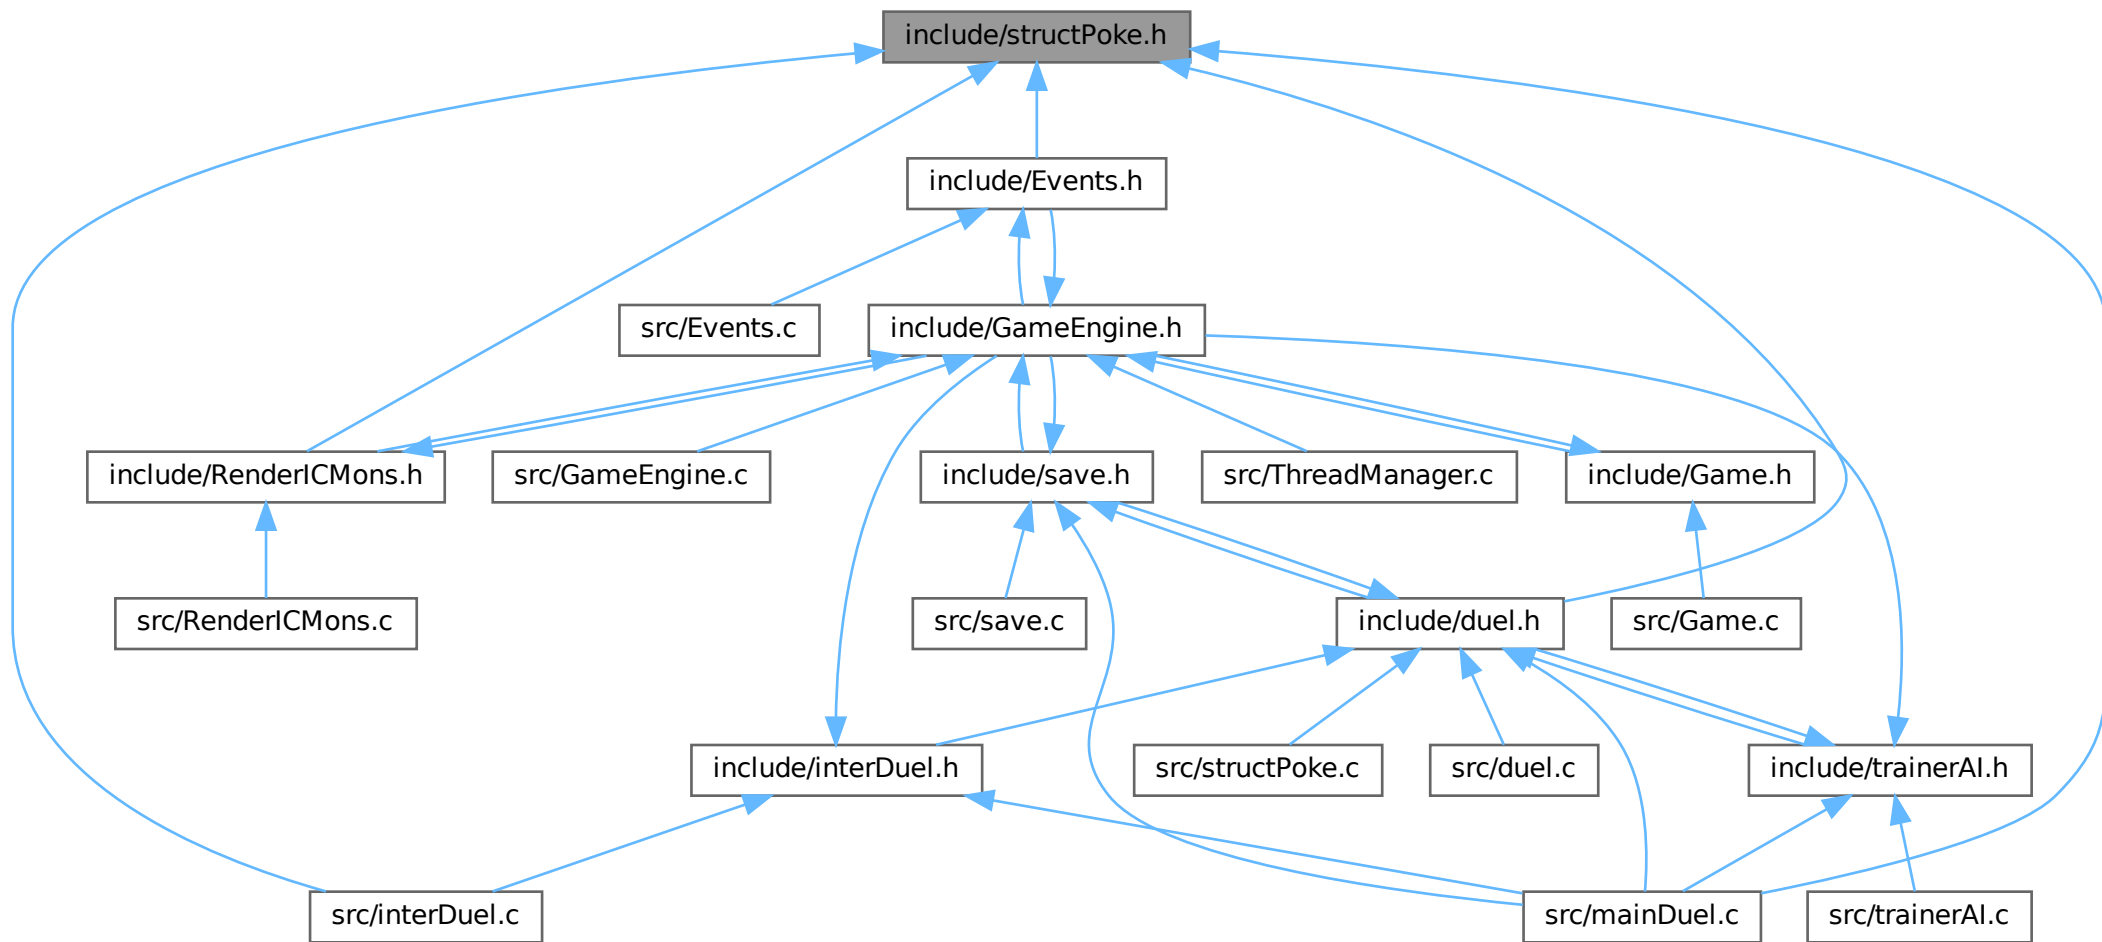 include/structPoke.h
include/Events.h
src/Events.c
include/GameEngine.h
include/RenderICMons.h
src/GameEngine.c
include/save.h
src/ThreadManager.c
include/Game.h
src/RenderICMons.c
src/save.c
include/duel.h
src/Game.c
include/interDuel.h
src/structPoke.c
src/duel.c
include/trainerAI.h
src/interDuel.c
src/mainDuel.c
src/trainerAI.c